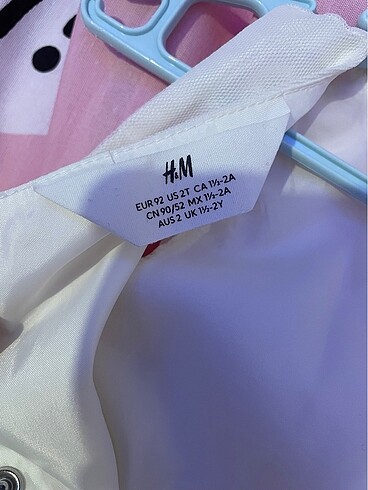 H&M
EUR 92 US 2T CA 1½-2A
CN 90/52 MX 1½-2A
AUS 2 UK 1½-2Y